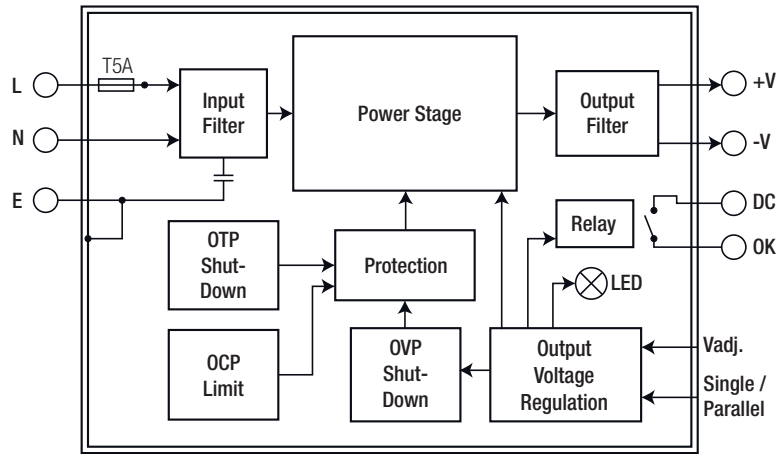 T5A
L
Input
Filter
Power Stage
Output
Filter
+V
N
-V
E
DC
Relay
OK
OTP
Shut-
Down
Protection
LED
OCP
Limit
OVP
Shut-
Down
Output
Voltage
Regulation
Vadj.
Single /
Parallel